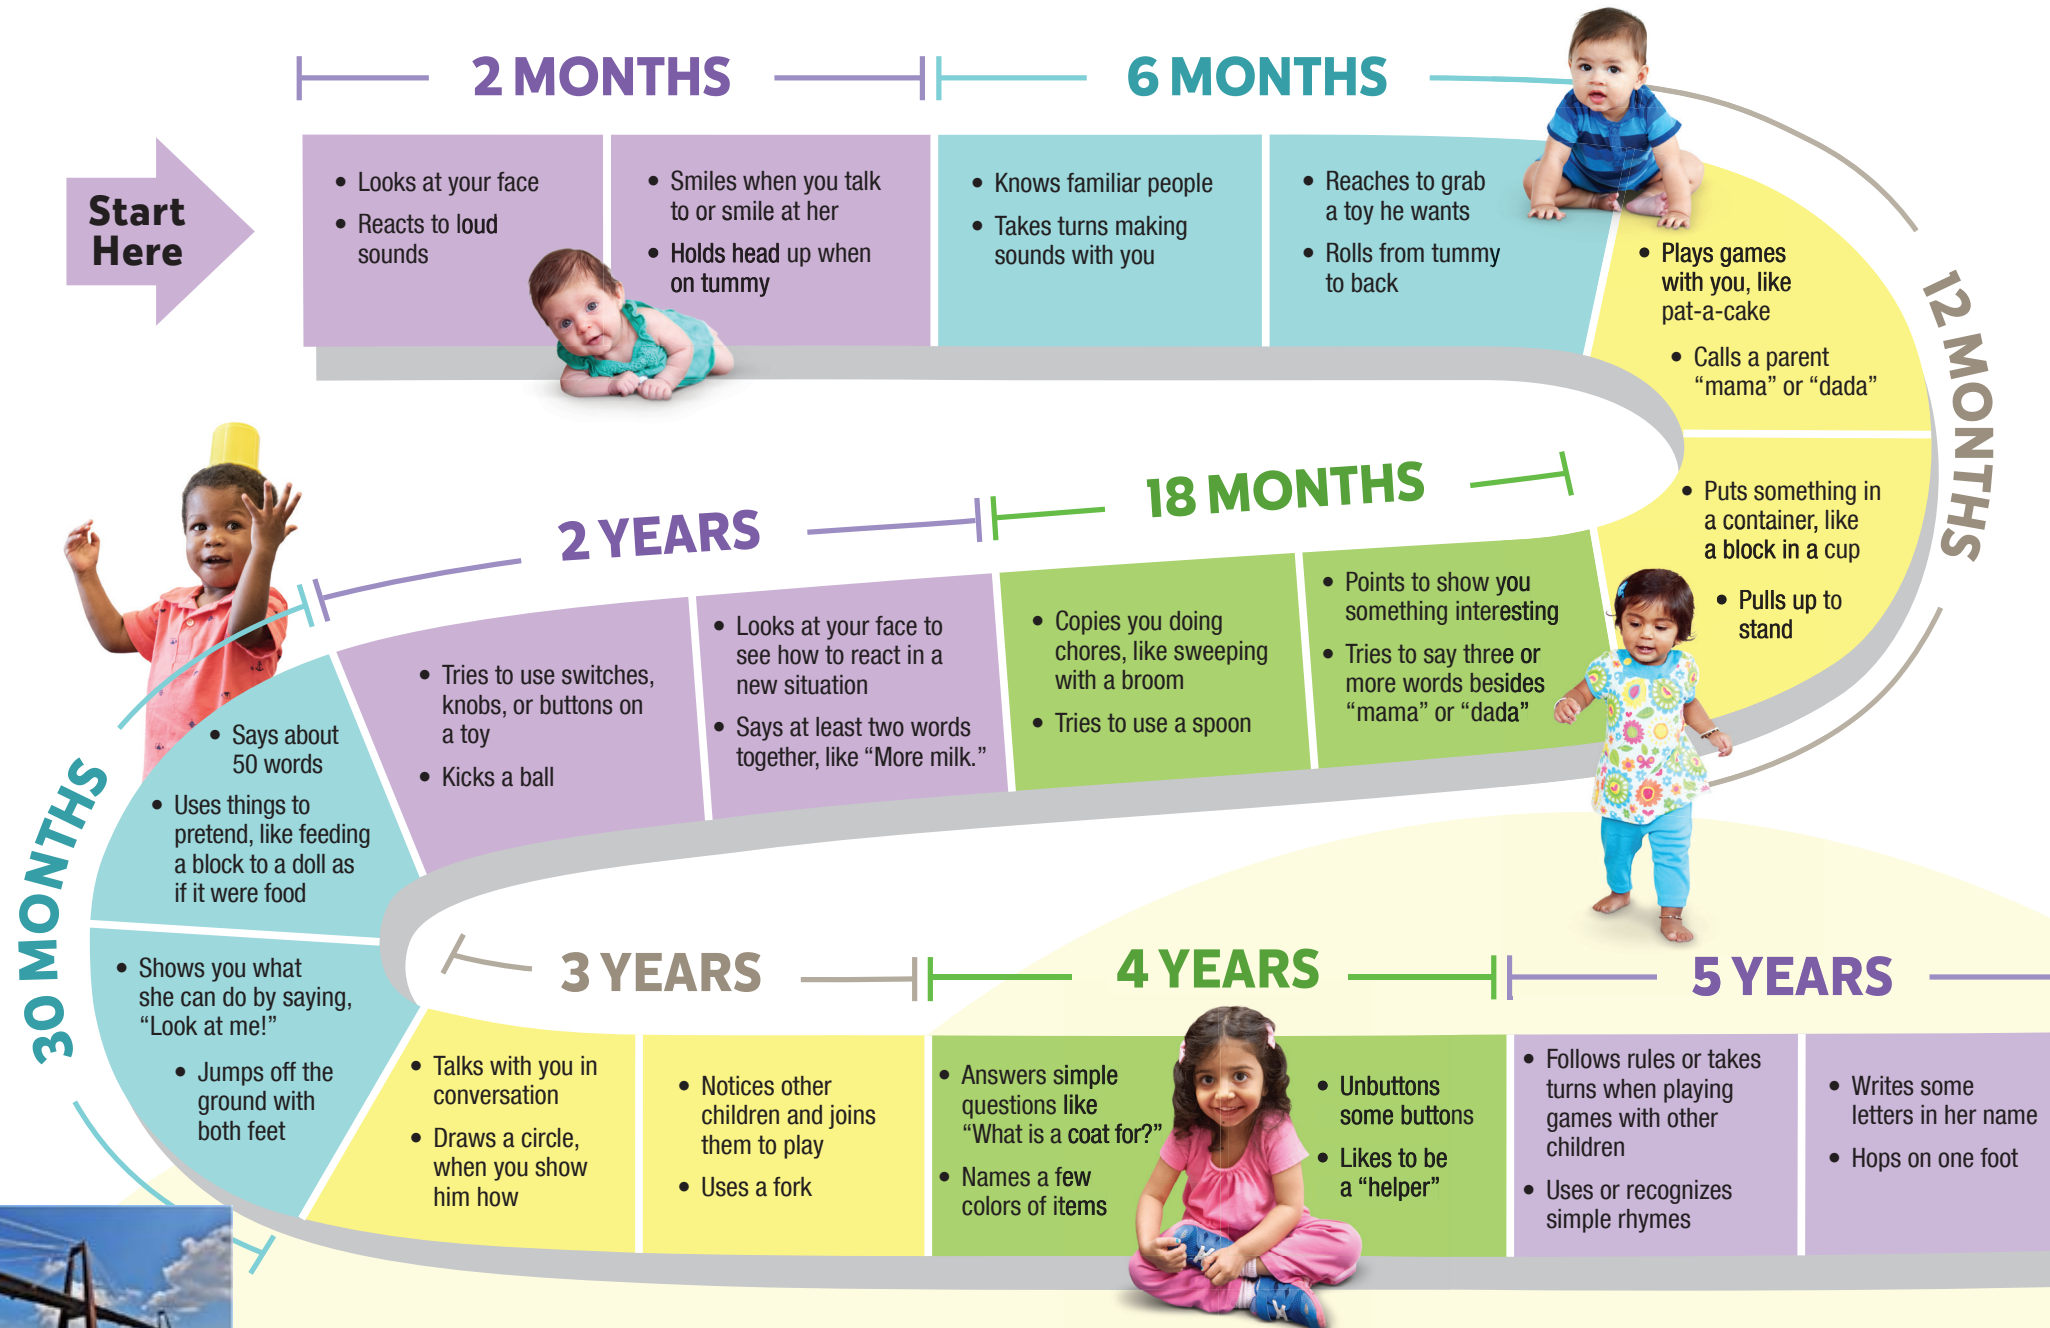 Start
Here
2 MONTHS
• Looks at your face
• Reacts to loud
sounds
• Smiles when you talk
to or smile at her
• Holds head up when
on tummy
6 MONTHS
• Knows familiar people
• Takes turns making
sounds with you
• Reaches to grab
a toy he wants
• Rolls from tummy
to back
12 MONTHS
• Plays games
with you, like
pat-a-cake
• Calls a parent
“mama” or “dada”
• Puts something in
a container, like
a block in a cup
• Pulls up to
stand
18 MONTHS
• Points to show you
something interesting
• Tries to say three or
more words besides
“mama” or “dada”
• Copies you doing
chores, like sweeping
with a broom
• Tries to use a spoon
2 YEARS
• Looks at your face to
see how to react in a
new situation
• Says at least two words
together, like “More milk.”
• Tries to use switches,
knobs, or buttons on
a toy
• Kicks a ball
30 MONTHS
• Says about
50 words
• Uses things to
pretend, like feeding
a block to a doll as
if it were food
• Shows you what
she can do by saying,
“Look at me!”
• Jumps off the
ground with
both feet
3 YEARS
• Talks with you in
conversation
• Draws a circle,
when you show
him how
• Notices other
children and joins
them to play
• Uses a fork
4 YEARS
• Answers simple
questions like
“What is a coat for?”
• Names a few
colors of items
• Unbuttons
some buttons
• Likes to be
a “helper”
5 YEARS
• Follows rules or takes
turns when playing
games with other
children
• Uses or recognizes
simple rhymes
• Writes some
letters in her name
• Hops on one foot